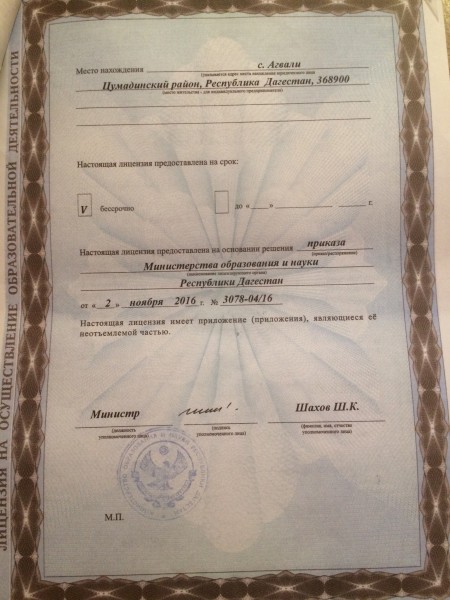 ЛИЦЕНЗИЯ НА ОСУЩЕСТВЛЕНИЕ ОБРАЗОВАТЕЛЬНОЙ ДЕЯТЕЛЬНОСТИ
Место нахождения с. Агвали
(указывается адрес места нахождения юридического лица
Цумадинский район, Республика Дагестан, 368900
(место жительства - для индивидуального предпринимателя)
Настоящая лицензия предоставлена на срок:
V бессрочно до « » г.
Настоящая лицензия предоставлена на основании решения приказа
(приказ/распоряжение)
Министерства образования и науки
(наименование лицензирующего органа)
Республики Дагестан
от « 2 » ноября 2016 г. № 3078-04/16
Настоящая лицензия имеет приложение (приложения), являющиеся её
неотъемлемой частью.
Министр Шахов Ш.К.
(должность (подпись (фамилия, имя, отчество
уполномоченного лица) уполномоченного лица) уполномоченного лица)
М.П.